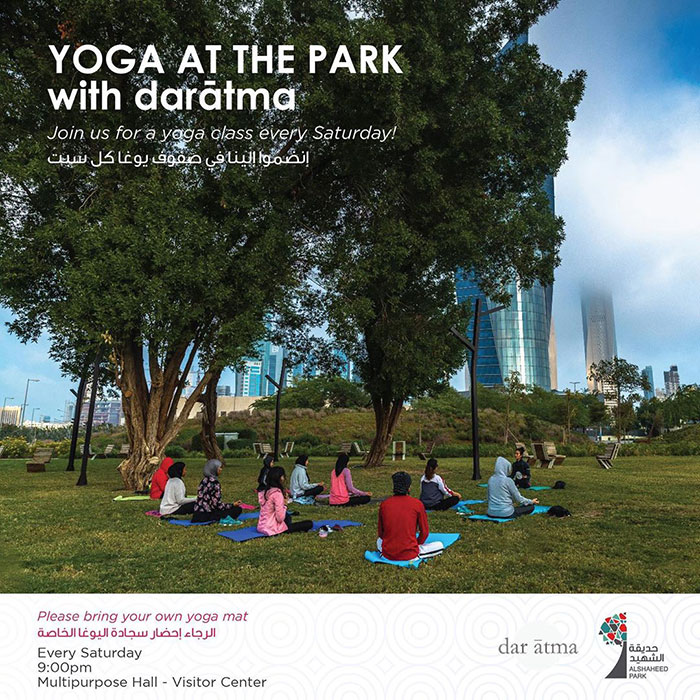 YOGA AT THE PARK
with darātma
Join us for a yoga class every Saturday!
إنضموا إلينا في صفوف يوغا كل سبت
Please bring your own yoga mat
الرجاء إحضار سجادة اليوغا الخاصة
Every Saturday
9:00pm
Multipurpose Hall - Visitor Center
dar ātma
حديقة
الشهيد
ALSHAHEED
PARK